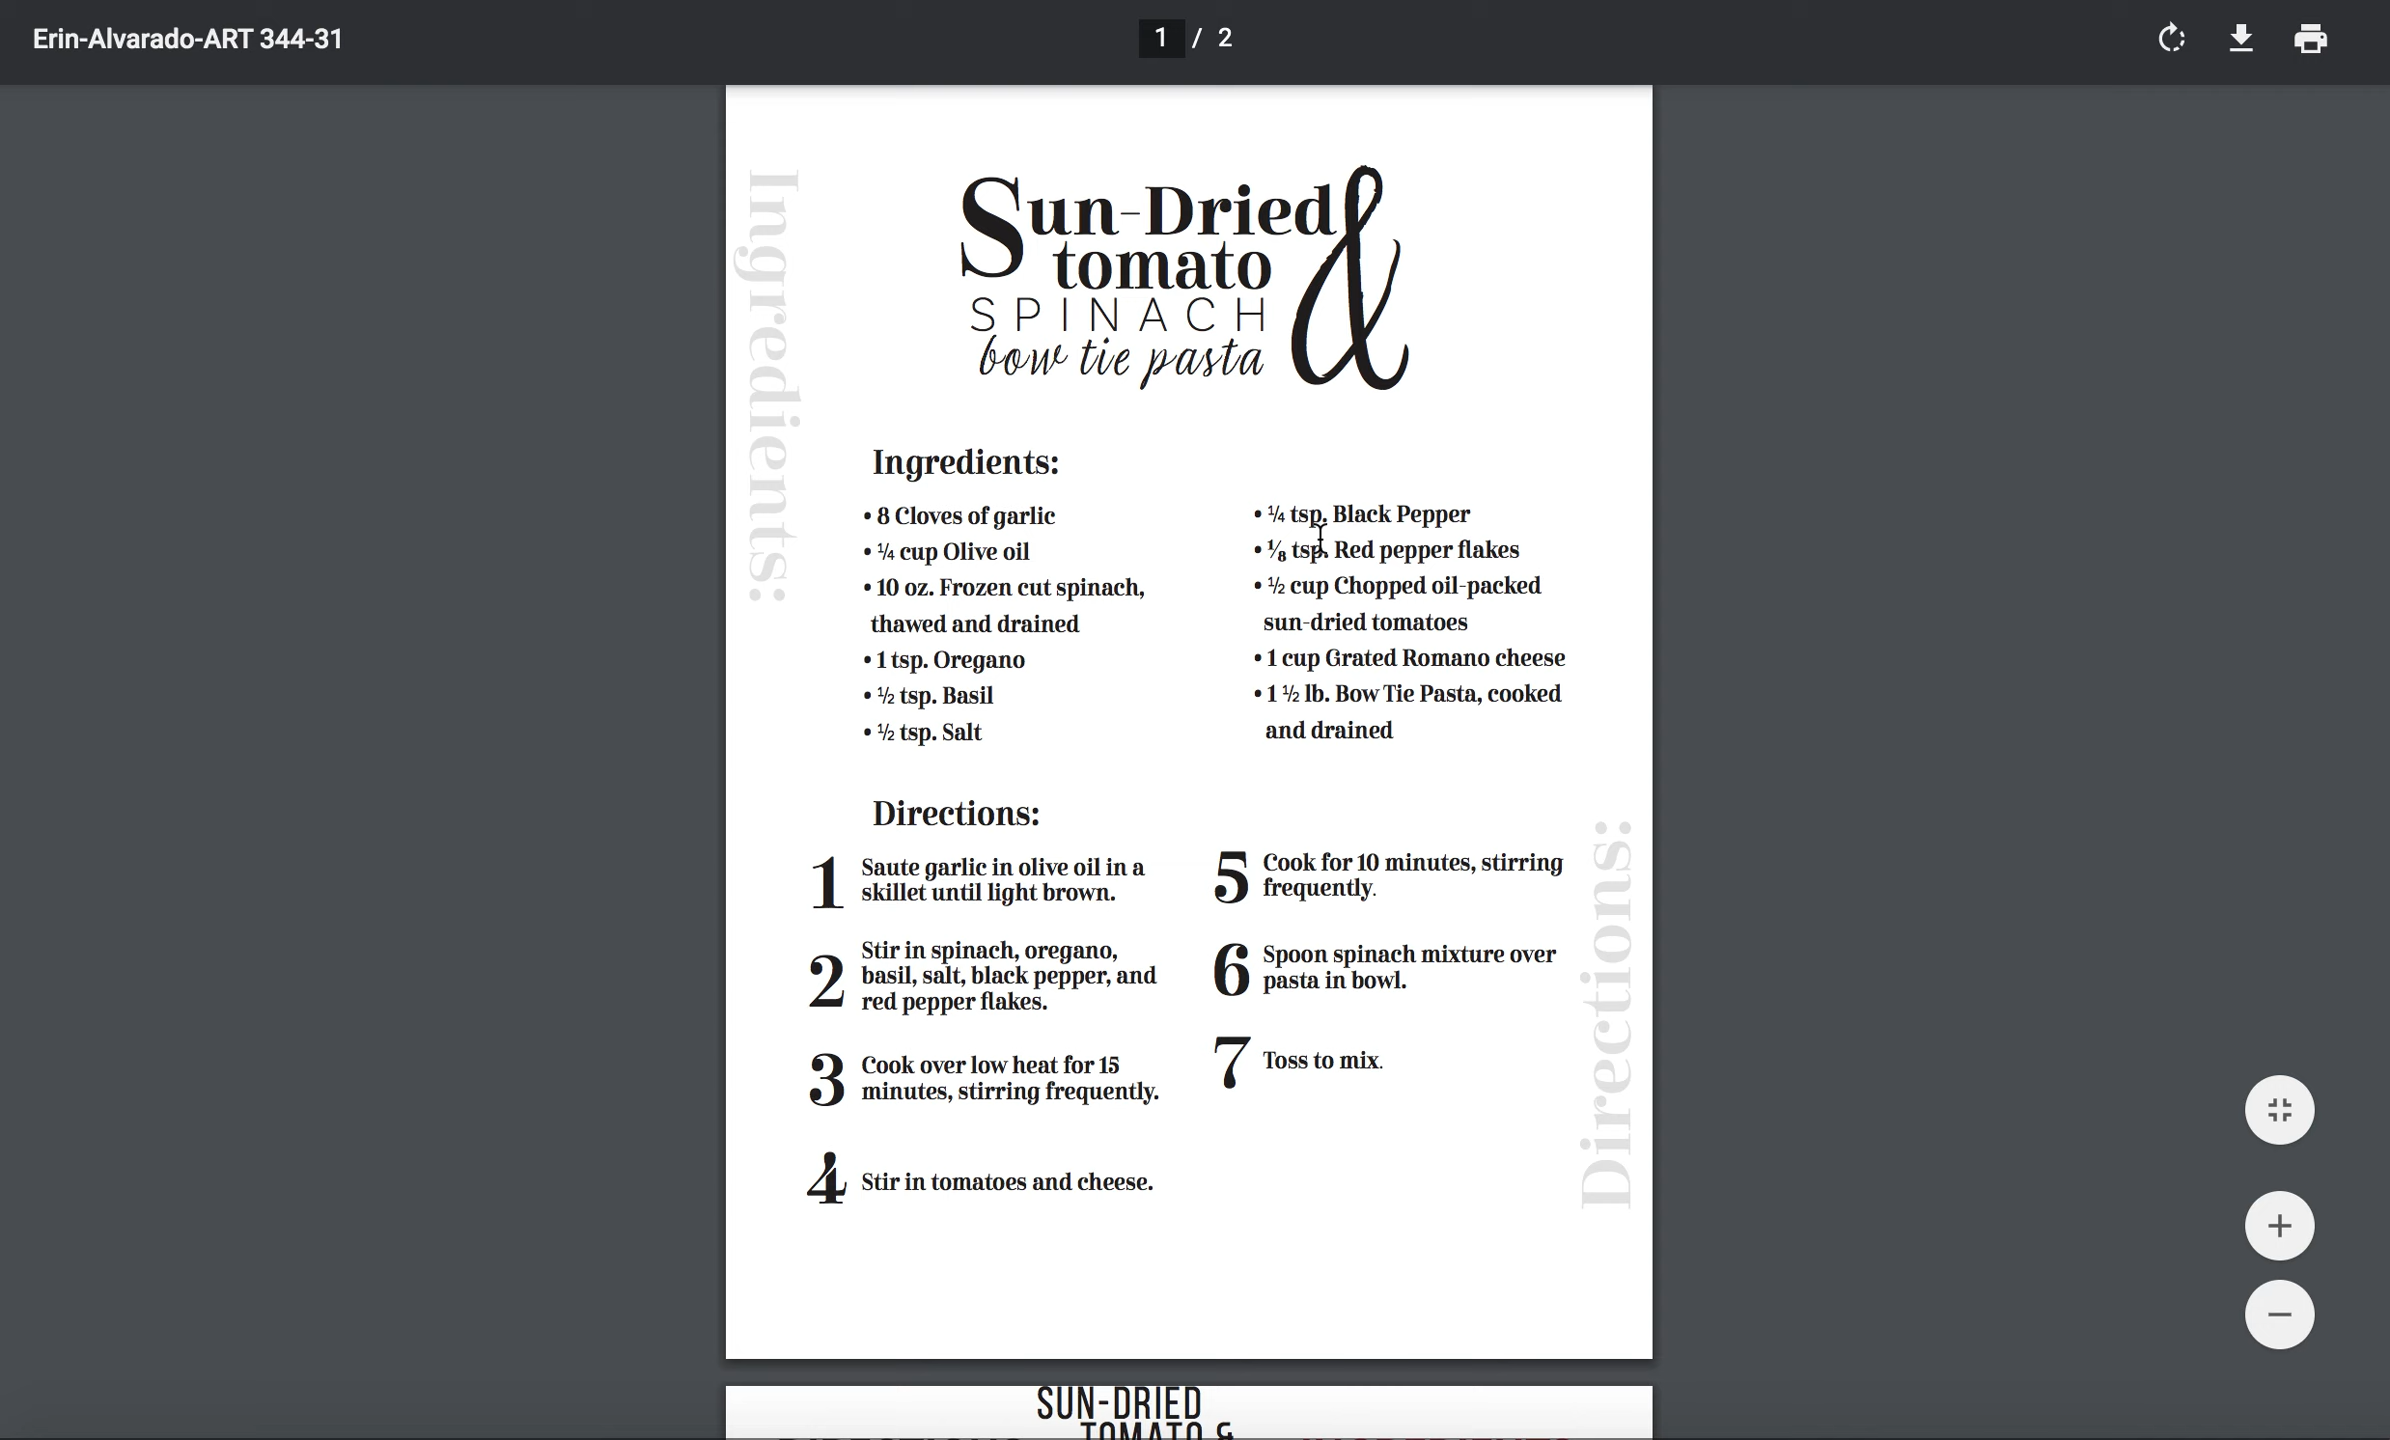 Erin-Alvarado-ART 344-31
1 / 2
Ingredients:
Sun-Dried
tomato &
SPINACH
bow tie pasta
Ingredients:
• 8 Cloves of garlic
• ¼ cup Olive oil
• 10 oz. Frozen cut spinach,
thawed and drained
• 1 tsp. Oregano
• ½ tsp. Basil
• ½ tsp. Salt
• ¼ tsp. Black Pepper
• ⅛ tsp. Red pepper flakes
• ½ cup Chopped oil-packed
sun-dried tomatoes
• 1 cup Grated Romano cheese
• 1 ½ lb. Bow Tie Pasta, cooked
and drained
Directions:
1 Saute garlic in olive oil in a
skillet until light brown.
2 Stir in spinach, oregano,
basil, salt, black pepper, and
red pepper flakes.
3 Cook over low heat for 15
minutes, stirring frequently.
4 Stir in tomatoes and cheese.
5 Cook for 10 minutes, stirring
frequently.
6 Spoon spinach mixture over
pasta in bowl.
7 Toss to mix.
Directions:
SUN-DRIED
TOMATO &